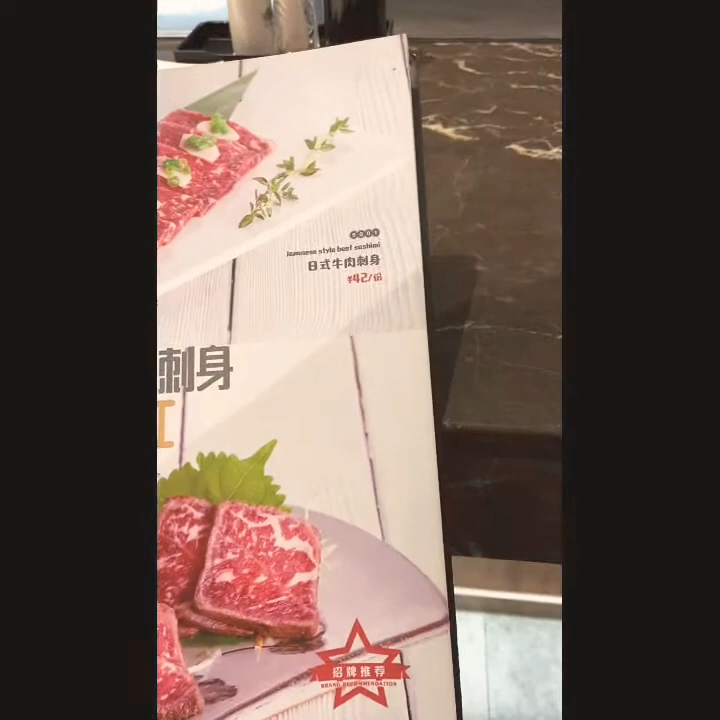 Japanese style beef sashimi
日式牛肉刺身
¥42/份
刺身
招牌推荐
BRAND RECOMMENDATION